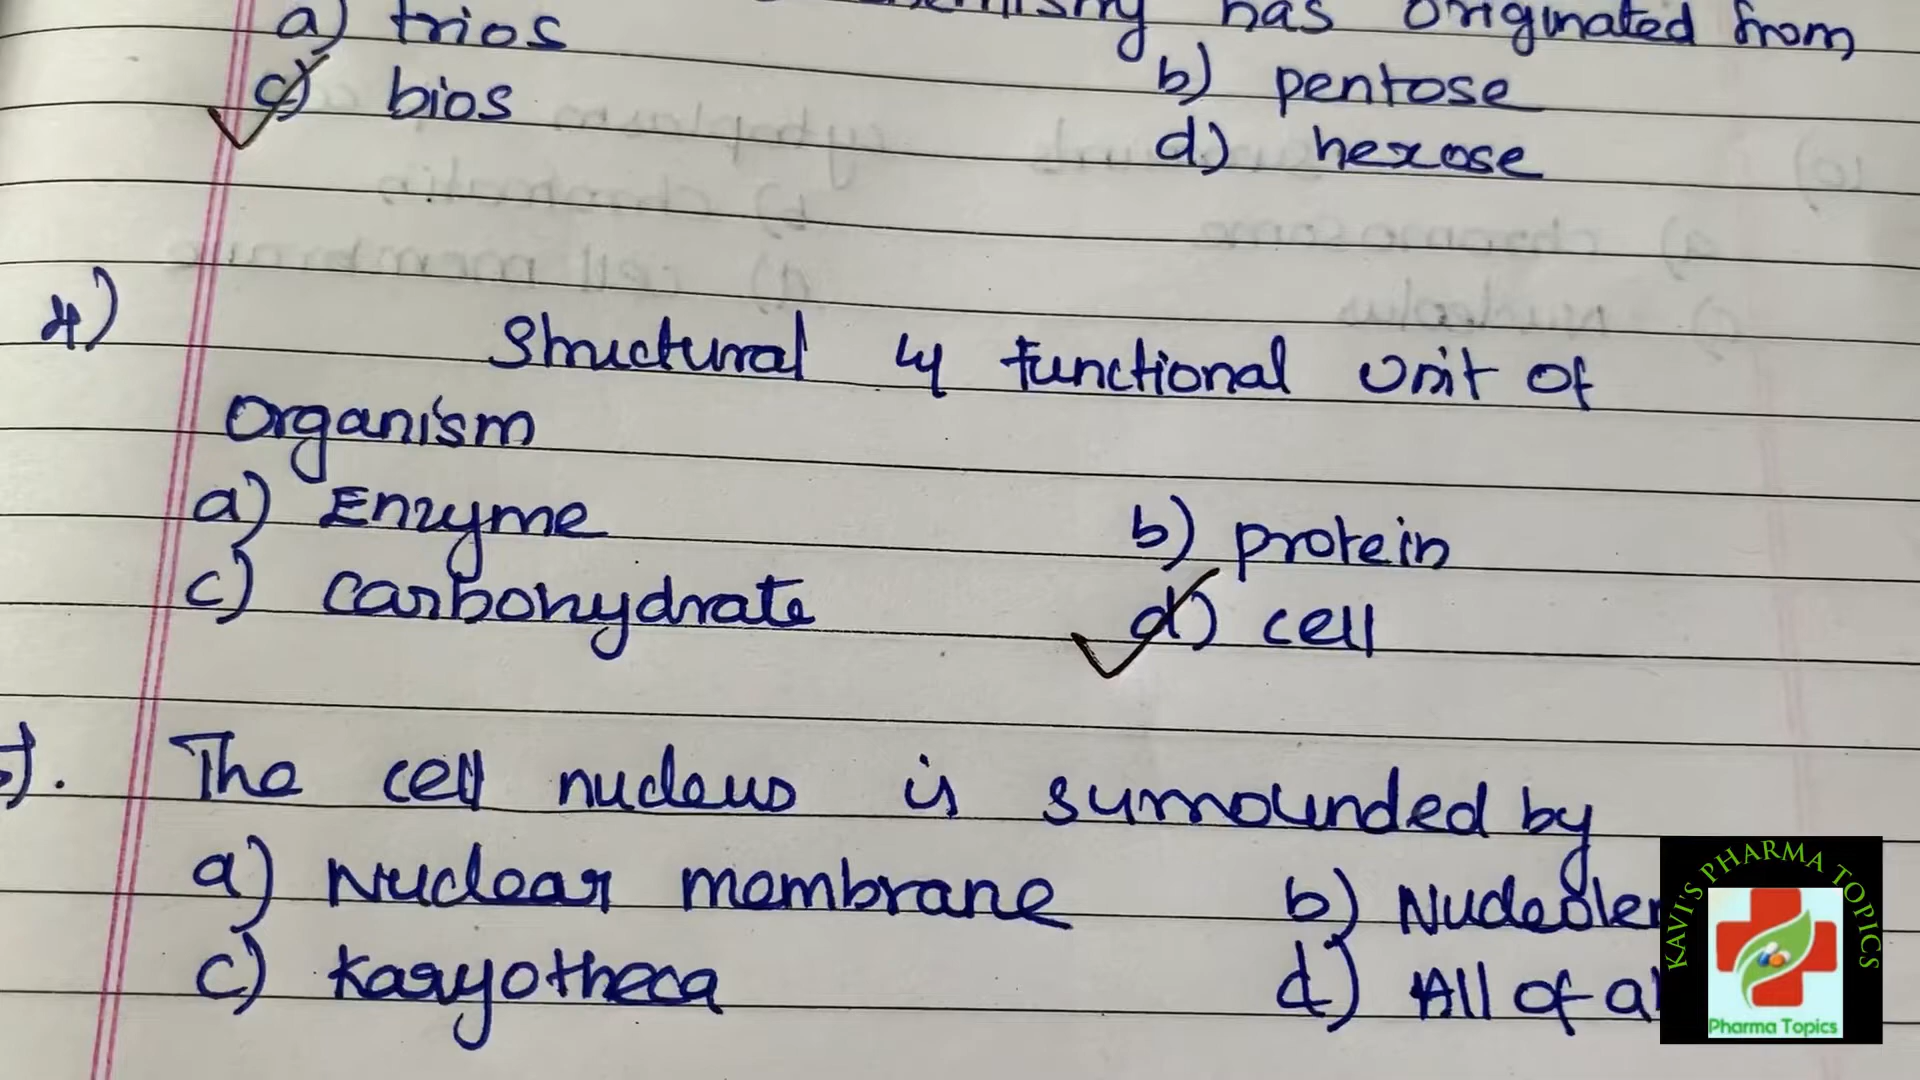 has originated from
a) trios
b) pentose
c) bios
d) hexose
4)
Structural & functional unit of
organism
a) Enzyme
b) protein
c) carbohydrate
d) cell
The cell nucleus is surrounded by
a) Nuclear membrane
b)
c) Karyotheca
d) All of
KAVI'S PHARMA TOPICS
Pharma Topics